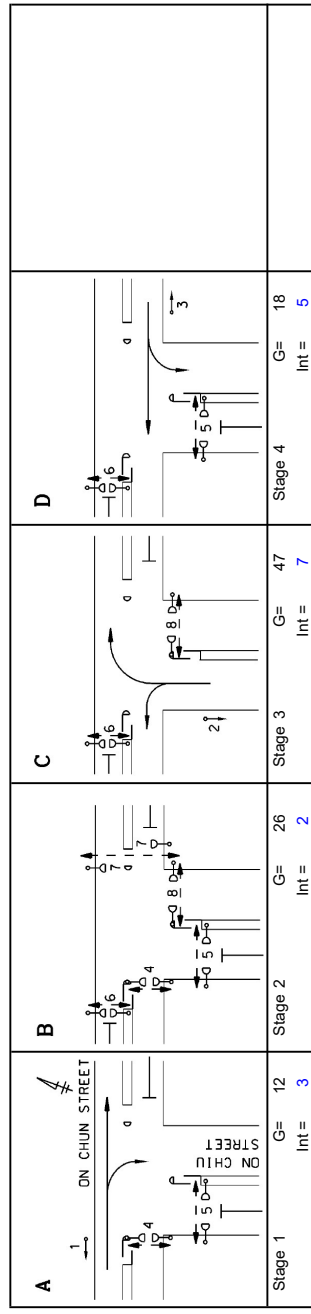 A
1
ON CHUN STREET
4
5
ON CHIU
STREET
Stage 1
G= 12
Int = 3
B
6
7
7
4
8
5
Stage 2
G= 26
Int = 2
C
6
8
2
Stage 3
G= 47
Int = 7
D
6
3
5
Stage 4
G= 18
Int = 5